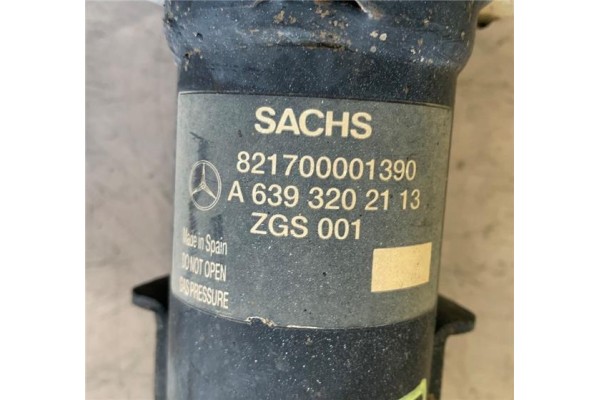 SACHS
821700001390
A 639 320 21 13
ZGS 001
Made in Spain
DO NOT OPEN
GAS PRESSURE